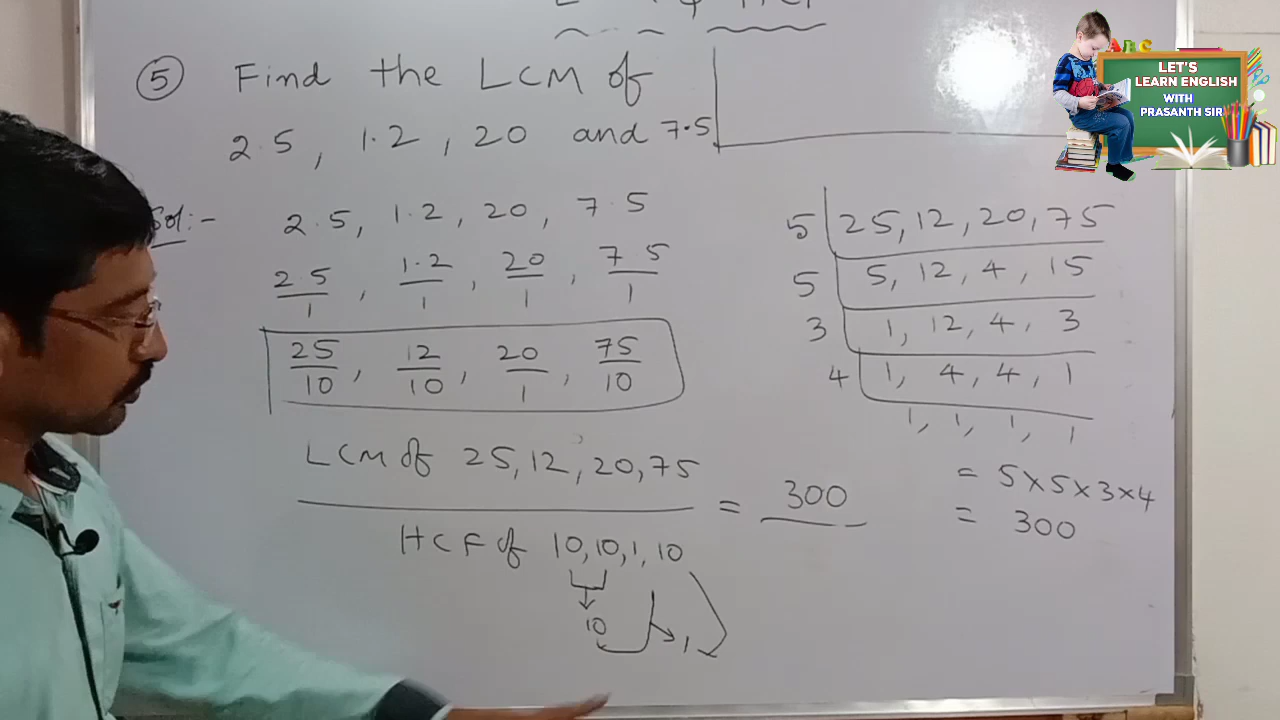 ⑤ Find the LCM of
2.5, 1.2, 20 and 7.5
Sol:-
2.5, 1.2, 20, 7.5
2.5/1, 1.2/1, 20/1, 7.5/1
25/10, 12/10, 20/1, 75/10
LCM of 25, 12, 20, 75
HCF of 10, 10, 1, 10
= 300
10
1
5 | 25, 12, 20, 75
5 | 5, 12, 4, 15
3 | 1, 12, 4, 3
4 | 1, 4, 4, 1
1, 1, 1, 1
= 5×5×3×4
= 300
ABC
LET'S
LEARN ENGLISH
WITH
PRASANTH SIR